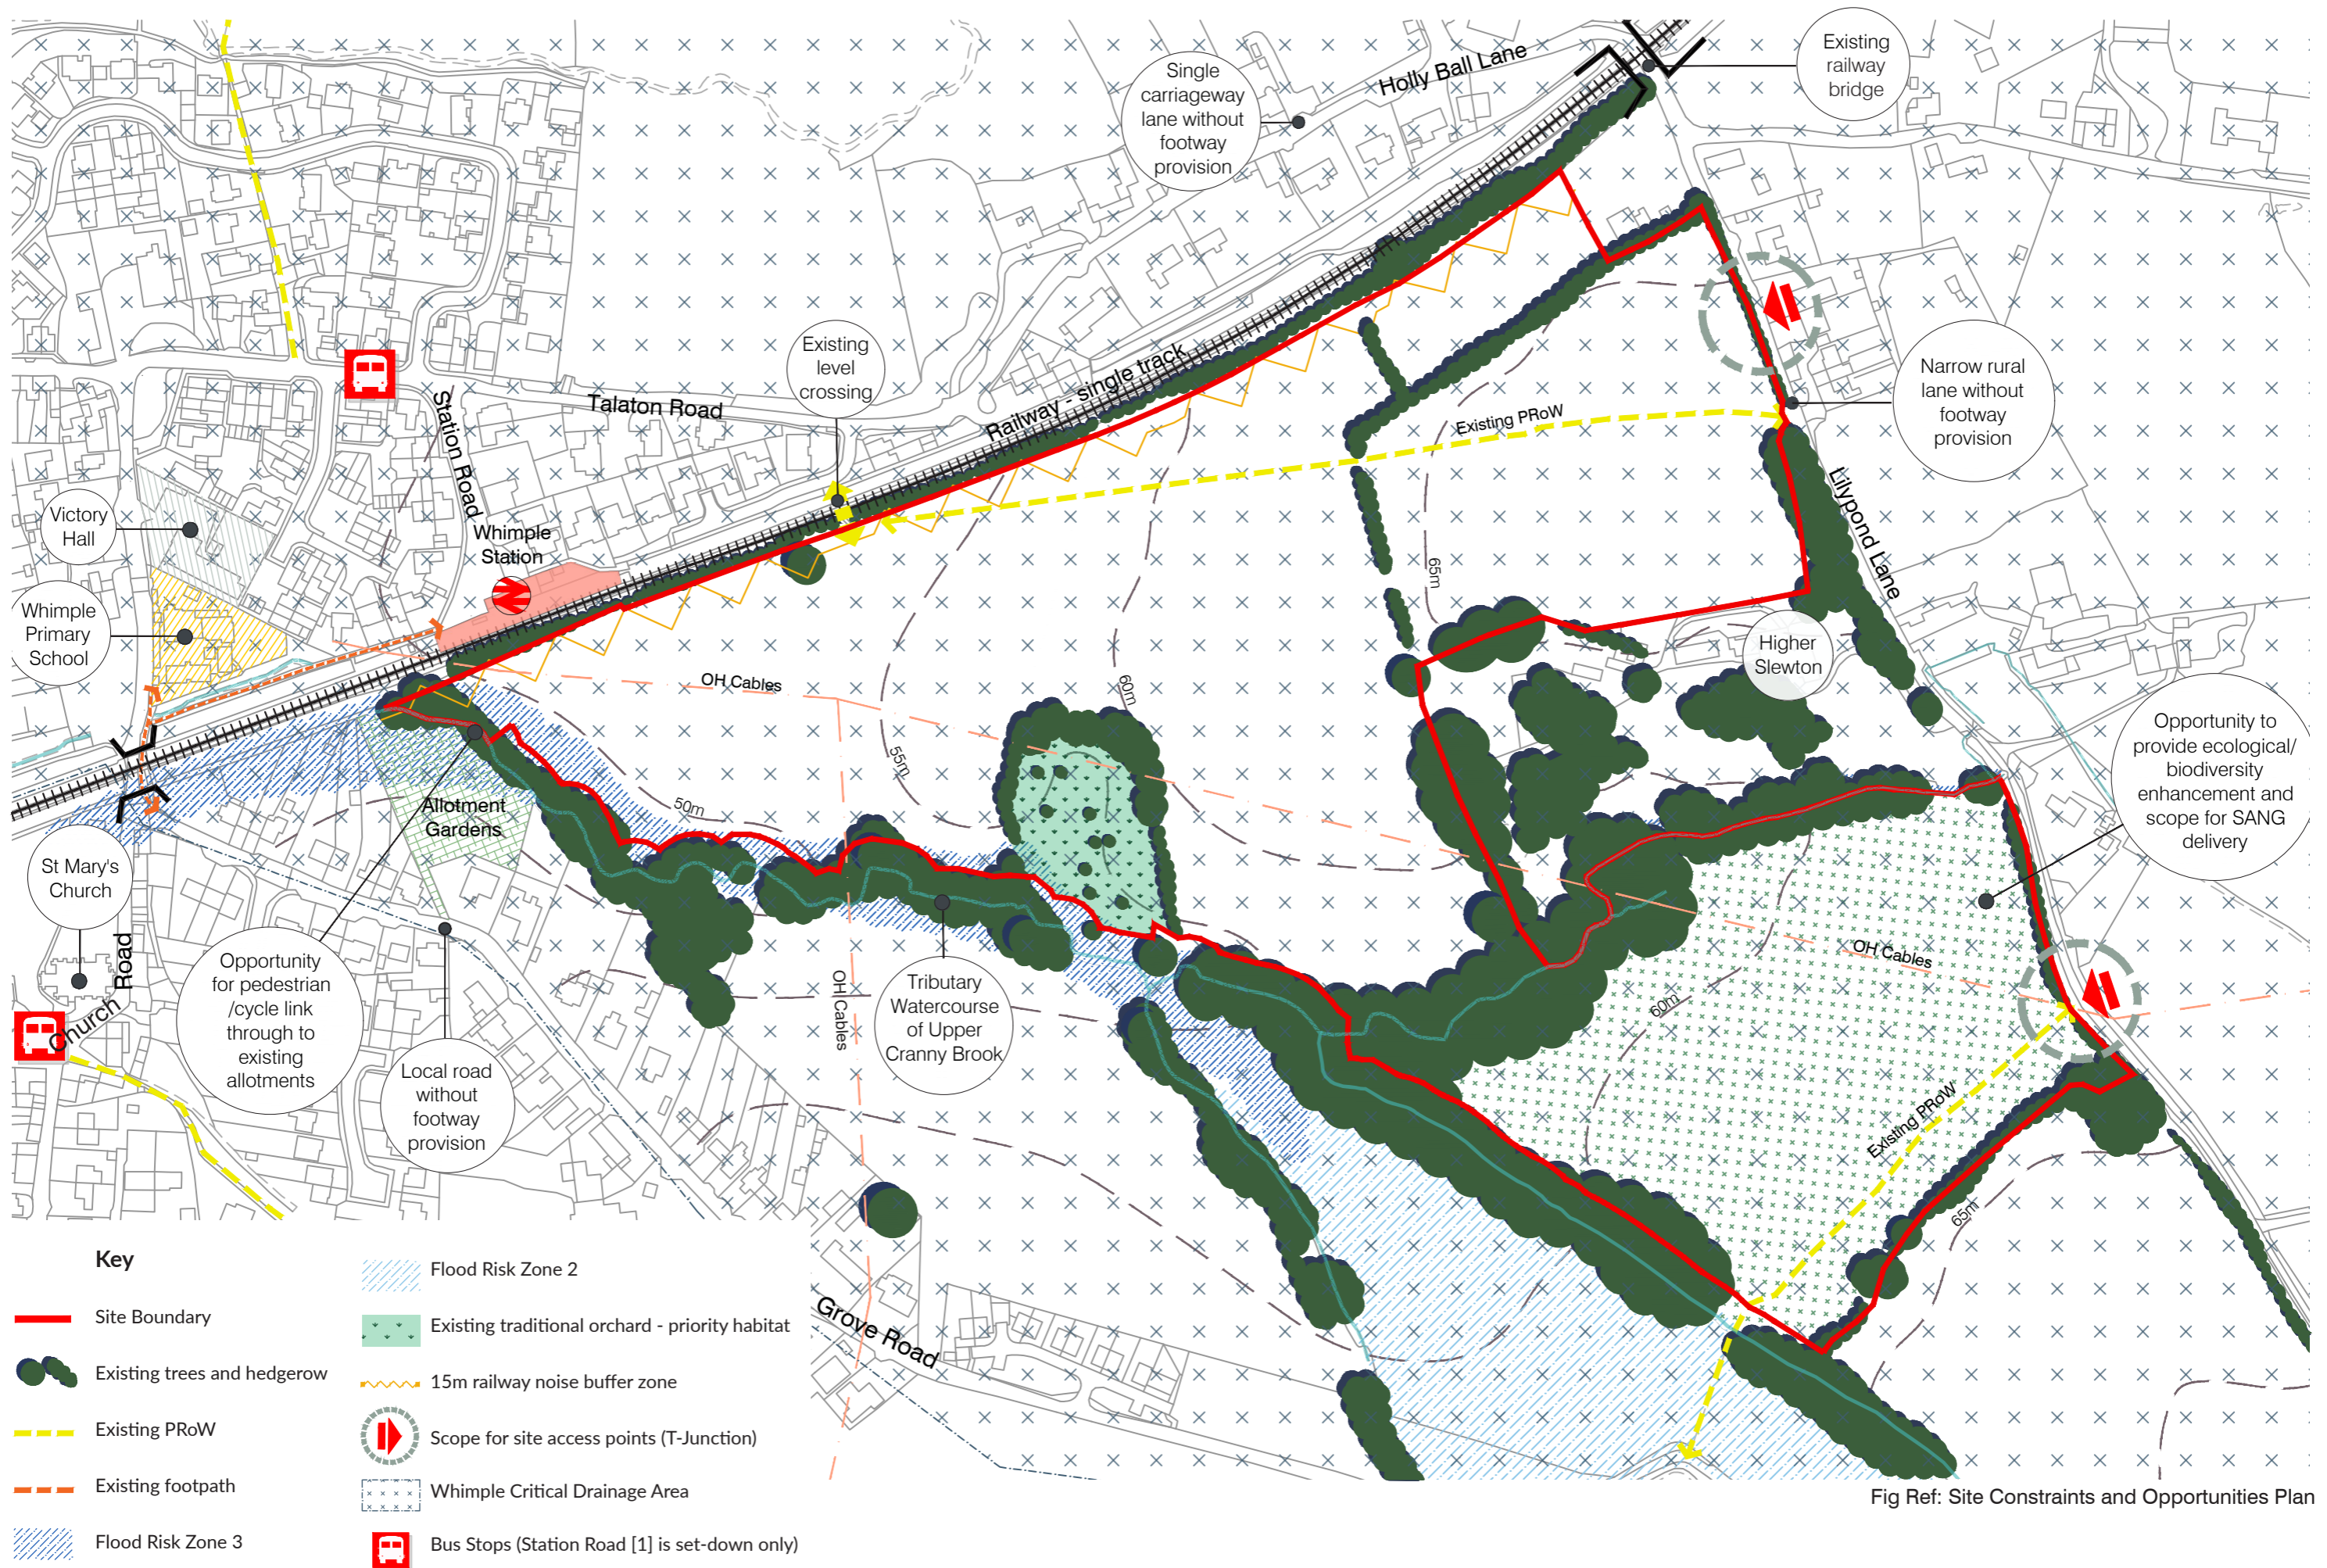 Existing
railway
bridge
Single
carriageway
lane without
footway
provision
Holly Ball Lane
Existing
level
crossing
Narrow rural
lane without
footway
provision
Railway - single track
Talaton Road
Station Road
Existing PRoW
Lilypond Lane
Victory
Hall
Whimple
Station
65m
Whimple
Primary
School
Higher
Slewton
OH Cables
60m
Opportunity to
provide ecological/
biodiversity
enhancement and
scope for SANG
delivery
55m
50m
Allotment
Gardens
St Mary's
Church
OH Cables
Church Road
Opportunity
for pedestrian
/cycle link
through to
existing
allotments
OH Cables
Tributary
Watercourse
of Upper
Cranny Brook
60m
Local road
without
footway
provision
Existing PRoW
65m
Grove Road
Key
Site Boundary
Existing trees and hedgerow
Existing PRoW
Existing footpath
Flood Risk Zone 3
Flood Risk Zone 2
Existing traditional orchard - priority habitat
15m railway noise buffer zone
Scope for site access points (T-Junction)
Whimple Critical Drainage Area
Bus Stops (Station Road [1] is set-down only)
Fig Ref: Site Constraints and Opportunities Plan